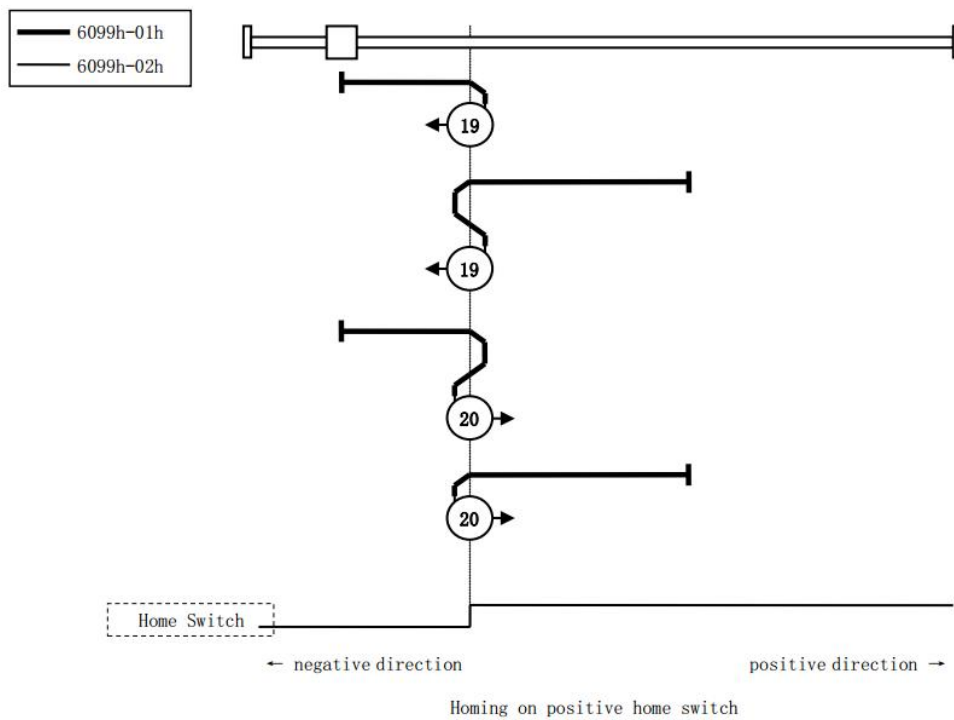 6099h-01h
6099h-02h
19
19
20
20
Home Switch
← negative direction
positive direction →
Homing on positive home switch